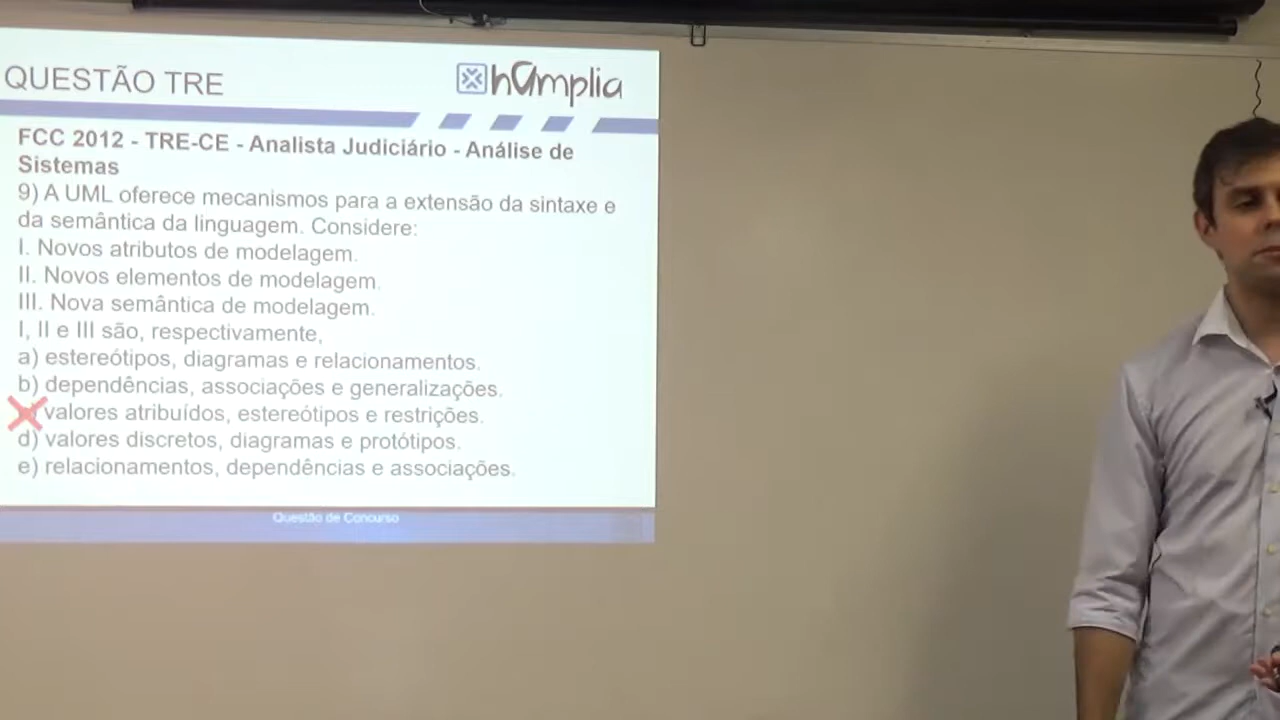 QUESTÃO TRE
hamplia
FCC 2012 - TRE-CE - Analista Judiciário - Análise de
Sistemas
9) A UML oferece mecanismos para a extensão da sintaxe e
da semântica da linguagem. Considere:
I. Novos atributos de modelagem.
II. Novos elementos de modelagem.
III. Nova semântica de modelagem.
I, II e III são, respectivamente,
a) estereótipos, diagramas e relacionamentos.
b) dependências, associações e generalizações.
valores atribuídos, estereótipos e restrições.
d) valores discretos, diagramas e protótipos.
e) relacionamentos, dependências e associações.
Questão de Concurso